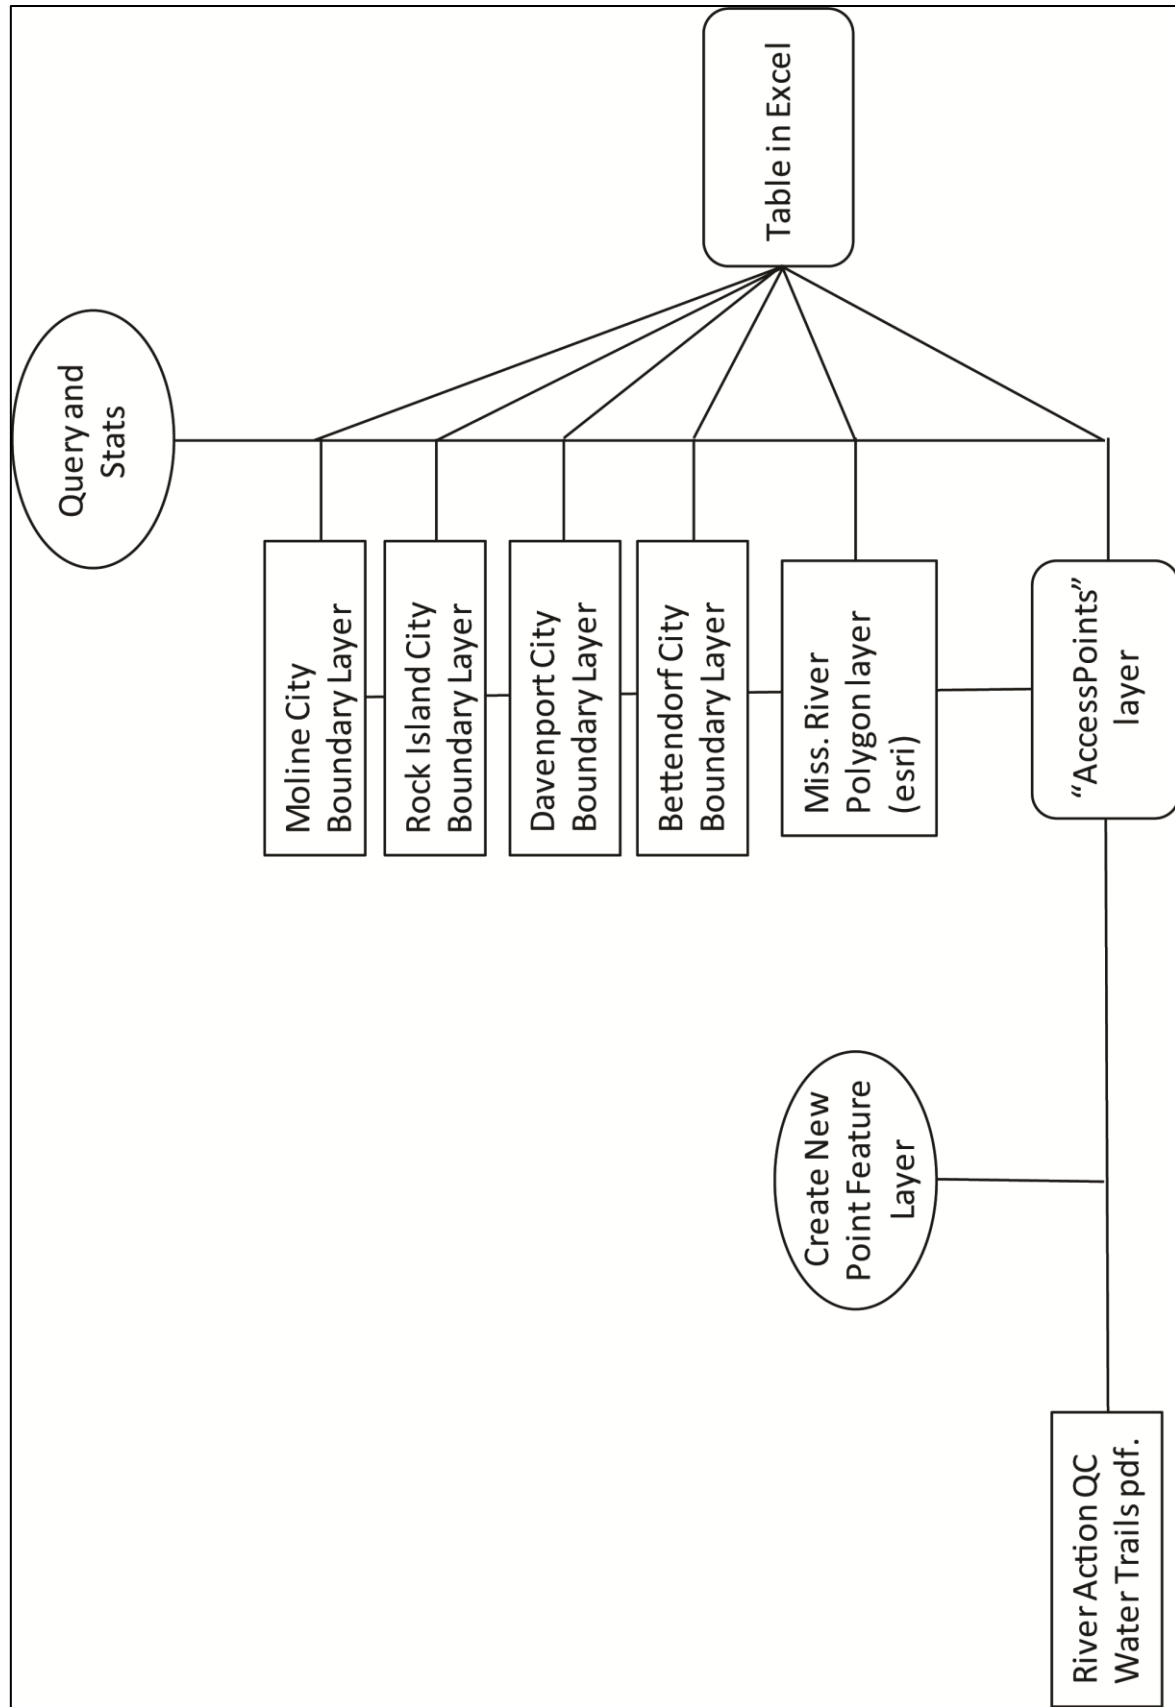 Query and
Stats
Moline City
Boundary Layer
Rock Island City
Boundary Layer
Davenport City
Boundary Layer
Bettendorf City
Boundary Layer
Miss. River
Polygon layer
(esri)
Table in Excel
Create New
Point Feature
Layer
River Action QC
Water Trails pdf.
“AccessPoints”
layer